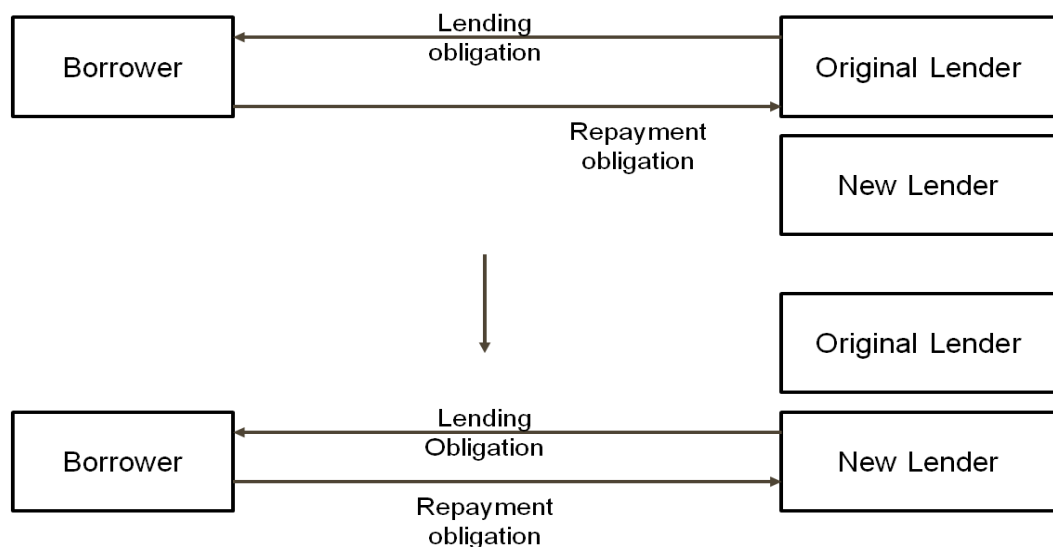 Lending
obligation
Borrower
Original Lender
Repayment
obligation
New Lender
Original Lender
Lending
Obligation
Borrower
New Lender
Repayment
obligation